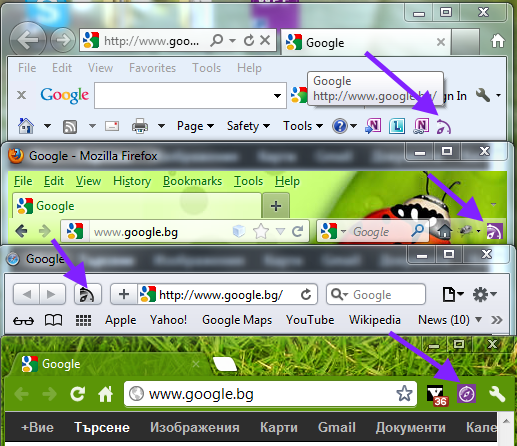 http://www.goo...
Google
File Edit View Favorites Tools Help
Google
Google
http://www.google.bg/
gn In
Page Safety Tools
Google - Mozilla Firefox
File Edit View History Bookmarks Tools Help
Google
www.google.bg
Google
Google
http://www.google.bg/
Google
Apple Yahoo! Google Maps YouTube Wikipedia News (10)
Google
www.google.bg
36
+Вие Търсене Изображения Карти Gmail Документи Кале